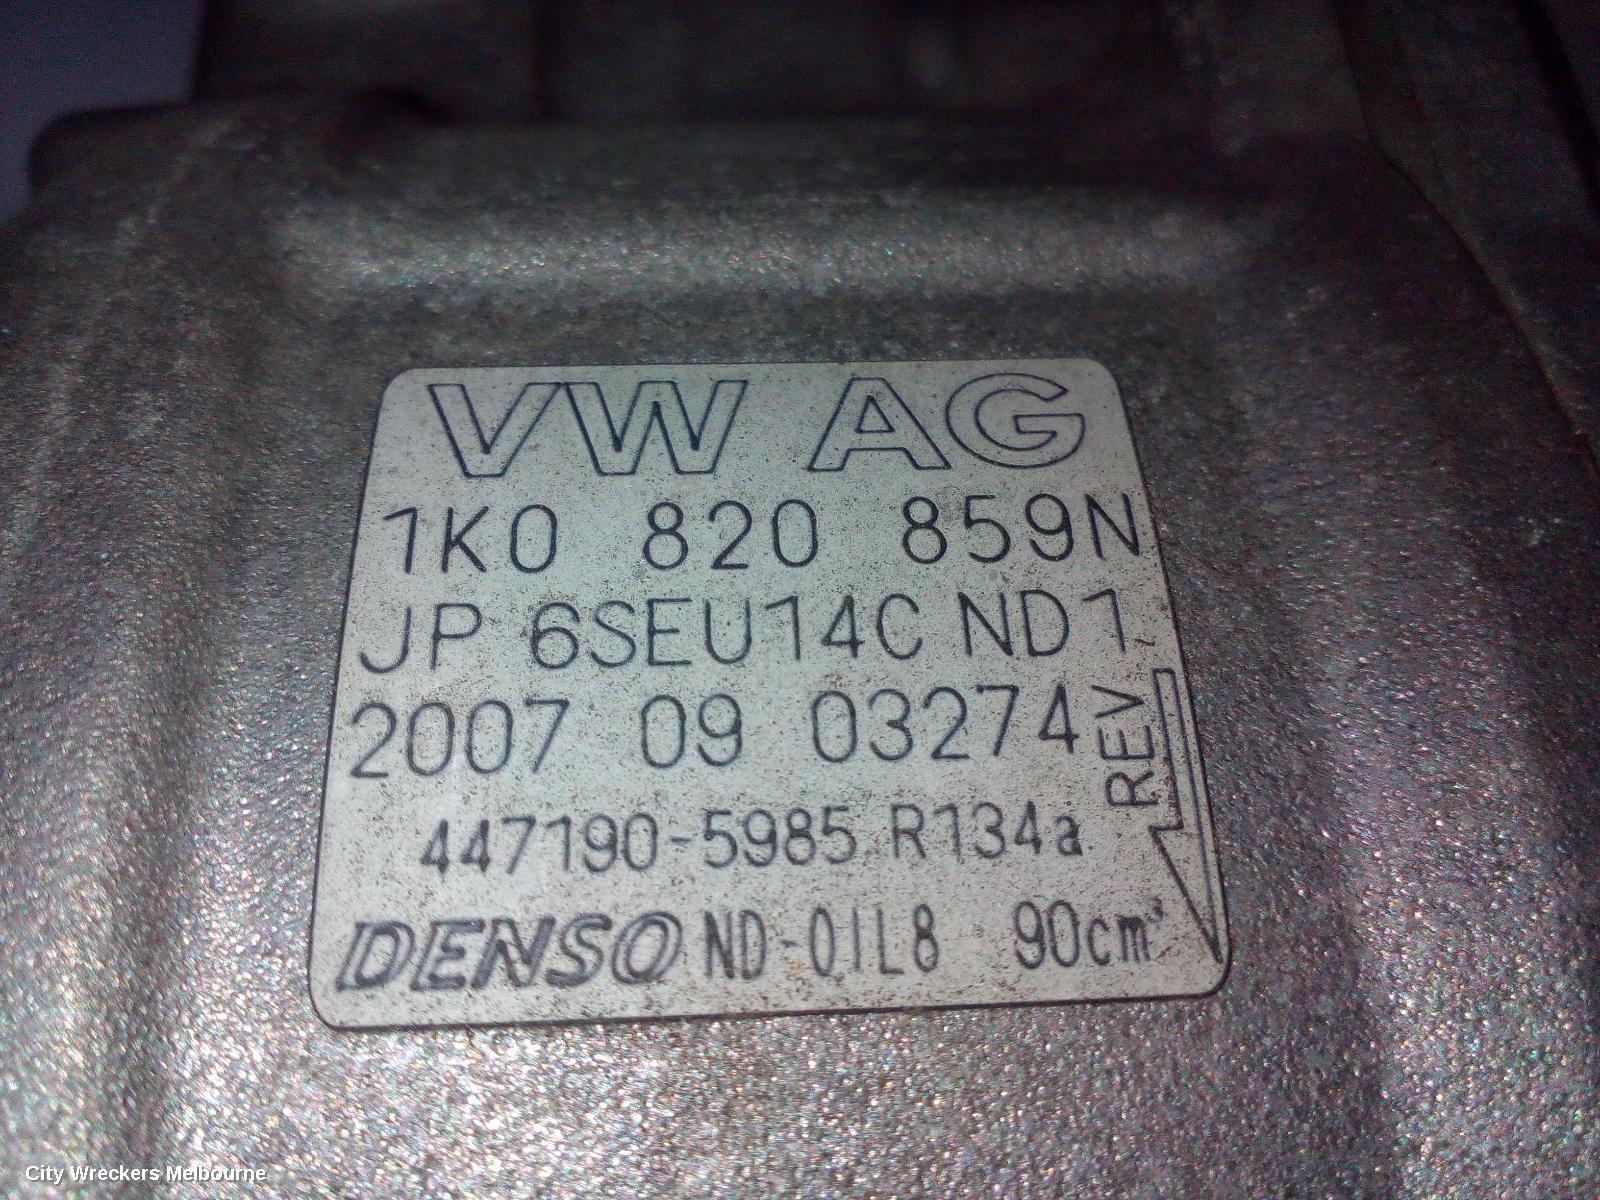 VW AG
1K0 820 859N
JP 6SEU14C ND1
2007 09 03274
REV
447190-5985 R134a
DENSO ND-OIL8 90cm³
City Wreckers Melbourne